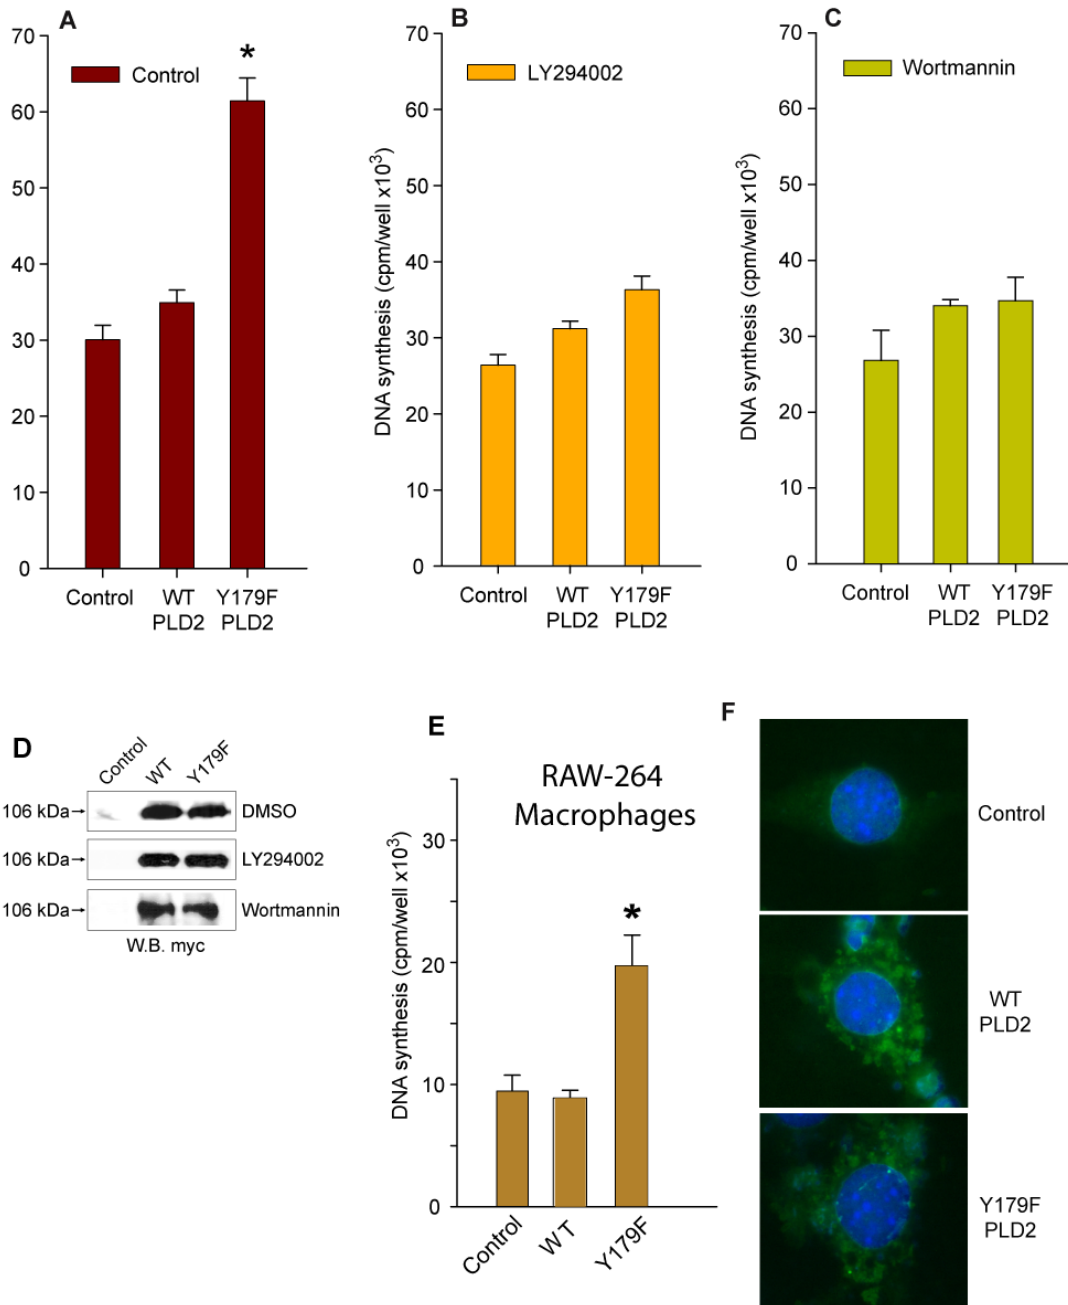 A
70
60
50
40
30
20
10
0
Control
*
Control
WT
PLD2
Y179F
PLD2
B
DNA synthesis (cpm/well x10³)
70
60
50
40
30
20
10
0
LY294002
Control
WT
PLD2
Y179F
PLD2
C
DNA synthesis (cpm/well x10³)
70
60
50
40
30
20
10
0
Wortmannin
Control
WT
PLD2
Y179F
PLD2
D
Control
WT
Y179F
106 kDa→
DMSO
106 kDa→
LY294002
106 kDa→
Wortmannin
W.B. myc
E
RAW-264
Macrophages
DNA synthesis (cpm/well x10³)
30
20
10
0
*
Control
WT
Y179F
F
Control
WT
PLD2
Y179F
PLD2